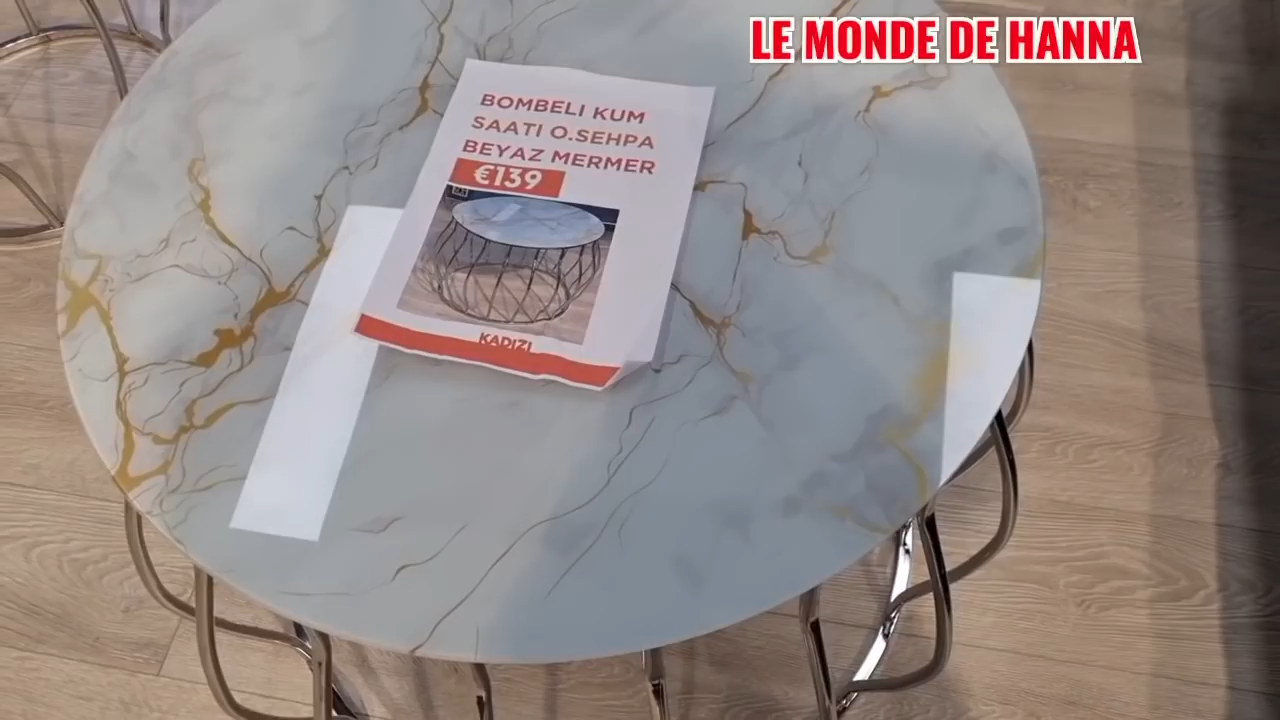 LE MONDE DE HANNA
BOMBELI KUM
SAATI O.SEHPA
BEYAZ MERMER
€139
KADIZI